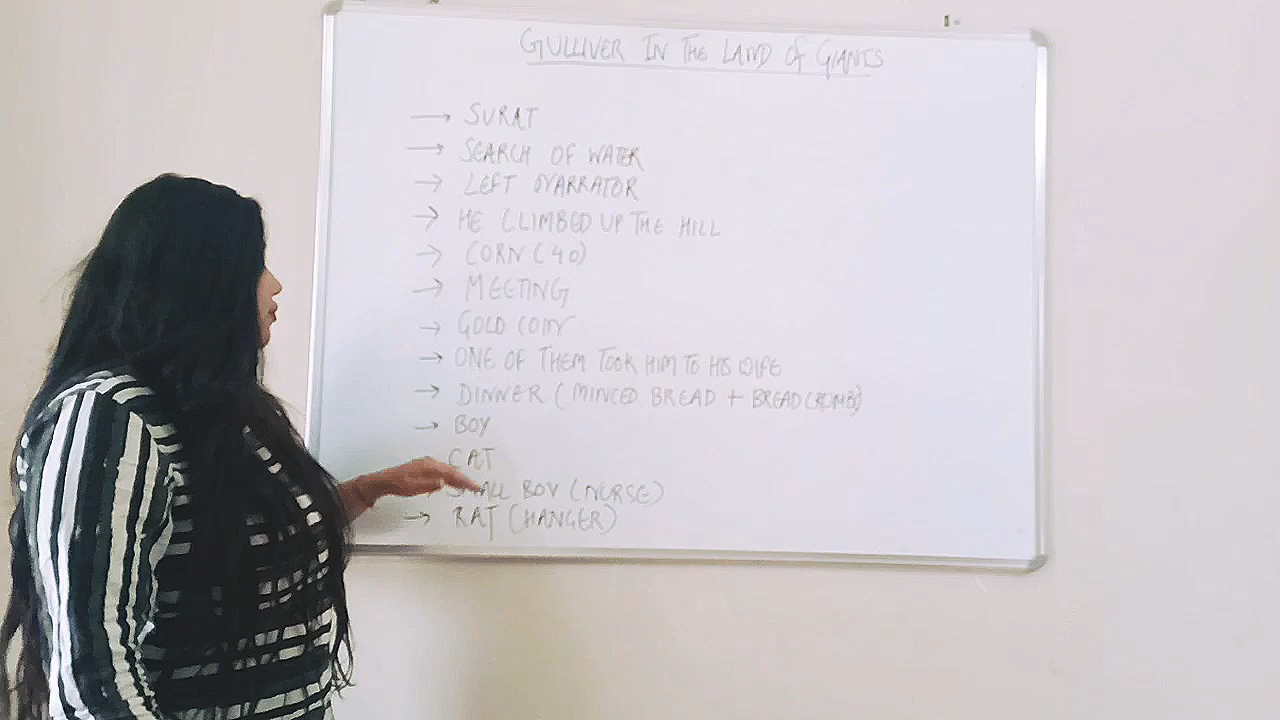 GULLIVER IN THE LAND OF GIANTS
→ SURAT
→ SEARCH OF WATER
→ LEFT NARRATOR
→ HE CLIMBED UP THE HILL
→ CORN (40)
→ MEETING
→ GOLD COIN
→ ONE OF THEM TOOK HIM TO HIS WIFE
→ DINNER (MINCED BREAD + BREADCRUMBS)
→ BOY
CAT
SMALL BOY (NURSE)
→ RAT (HANGER)